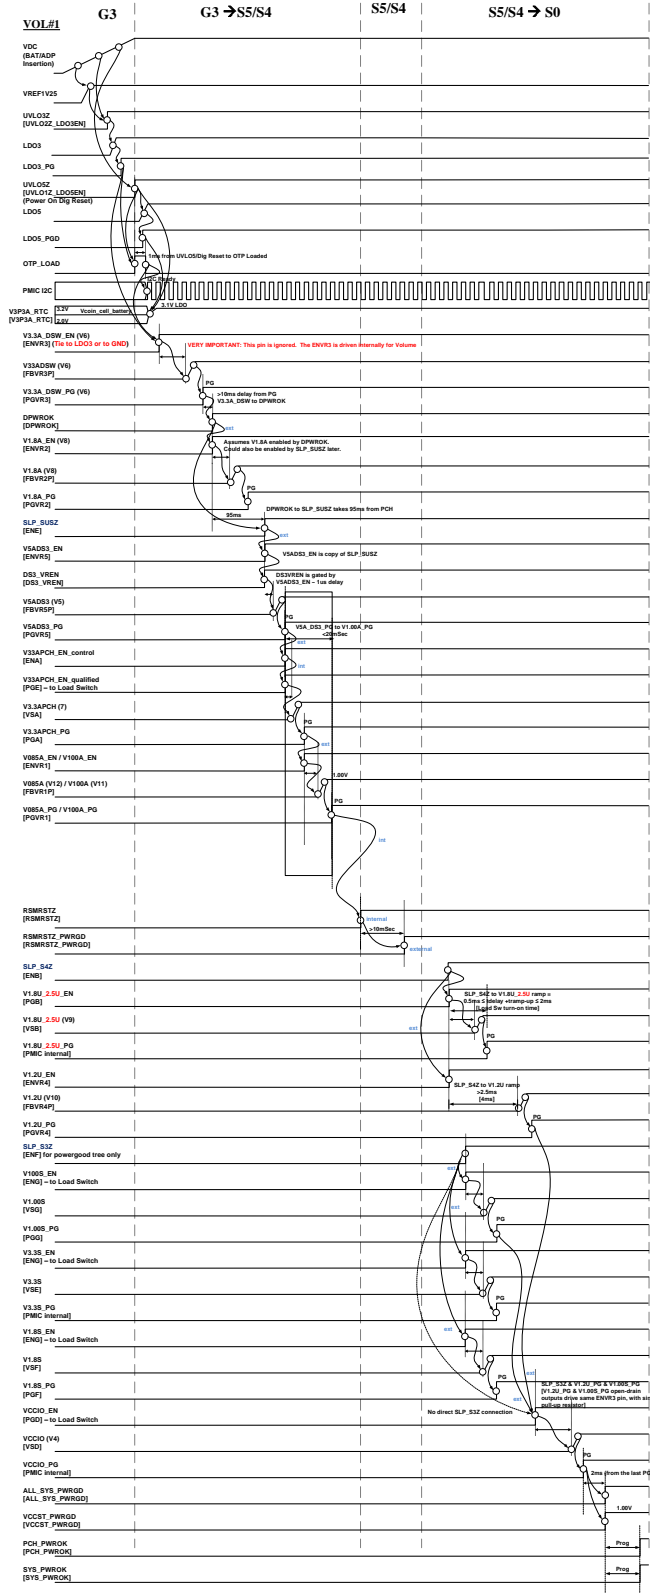 VOL#1
G3
G3 →S5/S4
S5/S4
S5/S4 → S0
VDC
(BAT/ADP
Insertion)
VREF1V25
UVLO3Z
[UVLO2Z_LDO3EN]
LDO3
LDO3_PG
UVLO5Z
[UVLO1Z_LDO5EN]
(Power On Dig Reset)
LDO5
LDO5_PGD
1ms from UVLO5/Dig Reset to OTP Loaded
OTP_LOAD
I2C Ready
PMIC I2C
3.1V LDO
V3P3A_RTC
[V3P3A_RTC]
3.2V
Vcoin_cell_battery
2.0V
V3.3A_DSW_EN (V6)
[ENVR3] (Tie to LDO3 or to GND)
VERY IMPORTANT: This pin is ignored. The ENVR3 is driven internally for Volume
V33ADSW (V6)
[FBVR3P]
PG
V3.3A_DSW_PG (V6)
[PGVR3]
>10ms delay from PG
V3.3A_DSW to DPWROK
DPWROK
[DPWROK]
ext
V1.8A_EN (V8)
[ENVR2]
Assumes V1.8A enabled by DPWROK.
Could also be enabled by SLP_SUSZ later.
V1.8A (V8)
[FBVR2P]
PG
V1.8A_PG
[PGVR2]
DPWROK to SLP_SUSZ takes 95ms from PCH
95ms
SLP_SUSZ
[ENE]
ext
V5ADS3_EN
[ENVR5]
V5ADS3_EN is copy of SLP_SUSZ
DS3_VREN
[DS3_VREN]
DS3VREN is gated by
V5ADS3_EN ~ 1us delay
V5ADS3 (V5)
[FBVR5P]
PG
V5ADS3_PG
[PGVR5]
V5A_DS3_PG to V1.00A_PG
<20mSec
ext
V33APCH_EN_control
[ENA]
int
V33APCH_EN_qualified
[PGE] – to Load Switch
V3.3APCH (7)
[VSA]
PG
V3.3APCH_PG
[PGA]
ext
V085A_EN / V100A_EN
[ENVR1]
1.00V
V085A (V12) / V100A (V11)
[FBVR1P]
PG
V085A_PG / V100A_PG
[PGVR1]
int
RSMRSTZ
[RSMRSTZ]
internal
>10mSec
RSMRSTZ_PWRGD
[RSMRSTZ_PWRGD]
external
SLP_S4Z
[ENB]
V1.8U_2.5U_EN
[PGB]
SLP_S4Z to V1.8U_2.5U ramp =
0.5ms ≤ tdelay +tramp-up ≤ 2ms
[Load Sw turn-on time]
V1.8U_2.5U (V9)
[VSB]
ext
PG
V1.8U_2.5U_PG
[PMIC internal]
V1.2U_EN
[ENVR4]
SLP_S4Z to V1.2U ramp
>2.5ms
[4ms]
V1.2U (V10)
[FBVR4P]
PG
V1.2U_PG
[PGVR4]
SLP_S3Z
[ENF] for powergood tree only
ext
V100S_EN
[ENG] – to Load Switch
V1.00S
[VSG]
ext
PG
V1.00S_PG
[PGG]
V3.3S_EN
[ENG] – to Load Switch
ext
V3.3S
[VSE]
PG
V3.3S_PG
[PMIC internal]
V1.8S_EN
[ENG] – to Load Switch
ext
V1.8S
[VSF]
ext
PG
V1.8S_PG
[PGF]
ext
SLP_S3Z & V1.2U_PG & V1.00S_PG
[V1.2U_PG & V1.00S_PG open-drain
outputs drive same ENVR3 pin, with
pull-up resistor]
VCCIO_EN
[PGD] – to Load Switch
No direct SLP_S3Z connection
VCCIO (V4)
[VSD]
PG
VCCIO_PG
[PMIC internal]
2ms (from the last
ALL_SYS_PWRGD
[ALL_SYS_PWRGD]
1.00V
VCCST_PWRGD
[VCCST_PWRGD]
PCH_PWROK
[PCH_PWROK]
Prog
SYS_PWROK
[SYS_PWROK]
Prog